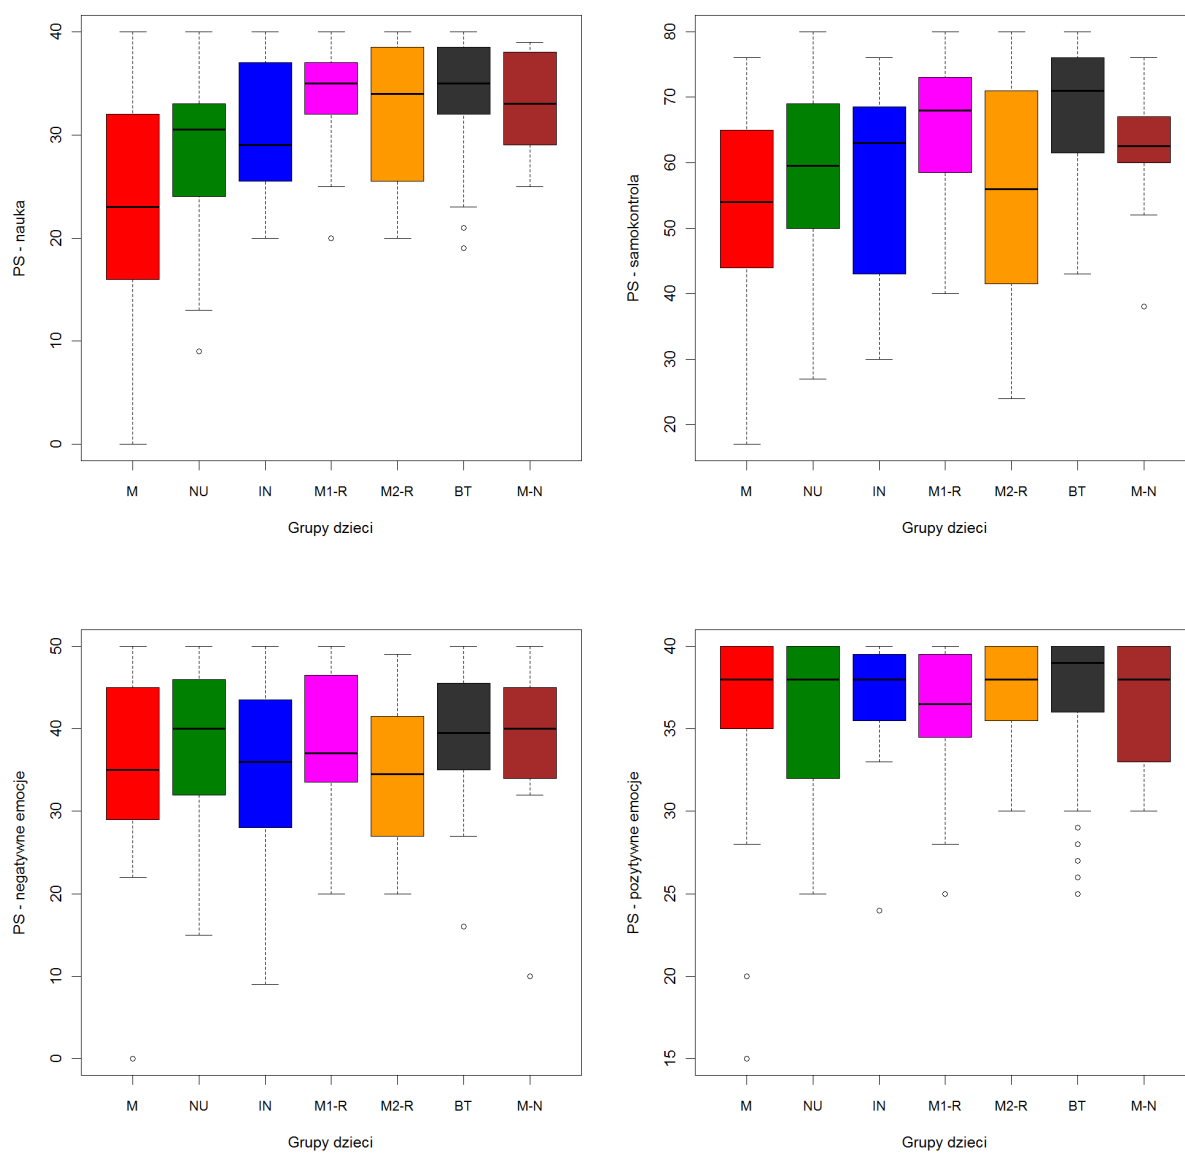 PS - nauka
40
30
20
10
0
M NU IN M1-R M2-R BT M-N
Grupy dzieci
PS - samokontrola
80
70
60
50
40
30
20
M NU IN M1-R M2-R BT M-N
Grupy dzieci
PS - negatywne emocje
50
40
30
20
10
0
M NU IN M1-R M2-R BT M-N
Grupy dzieci
PS - pozytywne emocje
40
35
30
25
20
15
M NU IN M1-R M2-R BT M-N
Grupy dzieci